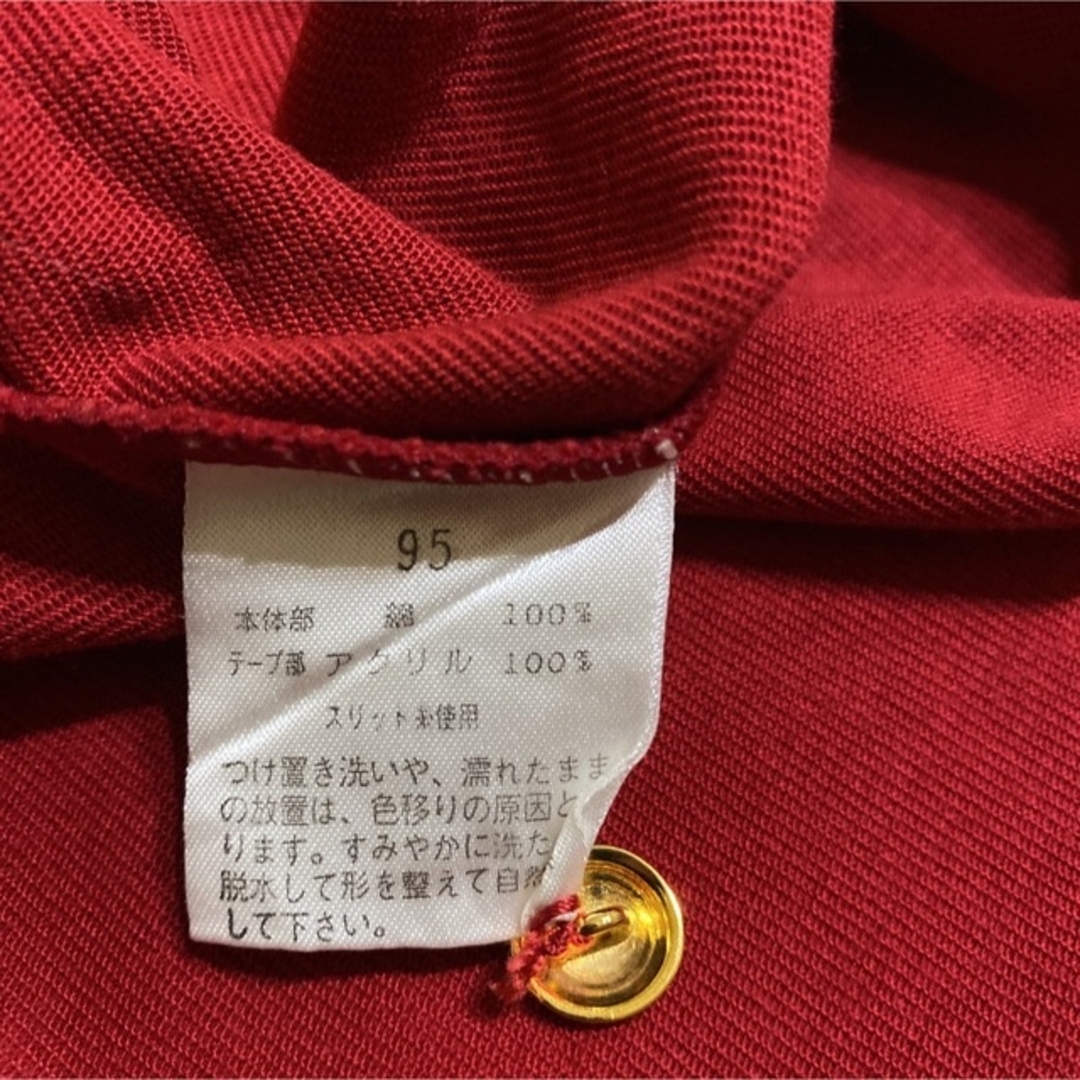 95
本体部 綿 100%
テープ部 アクリル 100%
スリット糸使用
つけ置き洗いや、濡れたまま
の放置は、色移りの原因と
ります。すみやかに洗た
脱水して形を整えて自然
して下さい。